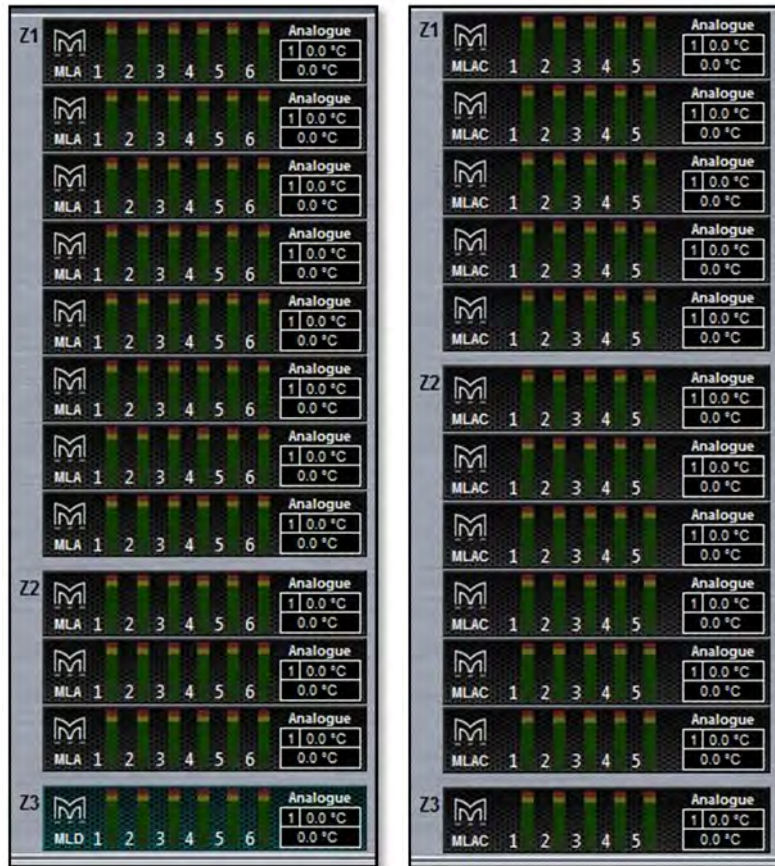 Z1 Analogue
1 0.0 °C
MLA 1 2 3 4 5 6 0.0 °C
Analogue
1 0.0 °C
MLA 1 2 3 4 5 6 0.0 °C
Analogue
1 0.0 °C
MLA 1 2 3 4 5 6 0.0 °C
Analogue
1 0.0 °C
MLA 1 2 3 4 5 6 0.0 °C
Analogue
1 0.0 °C
MLA 1 2 3 4 5 6 0.0 °C
Analogue
1 0.0 °C
MLA 1 2 3 4 5 6 0.0 °C
Analogue
1 0.0 °C
MLA 1 2 3 4 5 6 0.0 °C
Analogue
1 0.0 °C
MLA 1 2 3 4 5 6 0.0 °C
Z2 Analogue
1 0.0 °C
MLA 1 2 3 4 5 6 0.0 °C
Analogue
1 0.0 °C
MLA 1 2 3 4 5 6 0.0 °C
Analogue
1 0.0 °C
MLA 1 2 3 4 5 6 0.0 °C
Z3 Analogue
1 0.0 °C
MLD 1 2 3 4 5 6 0.0 °C
Z1 Analogue
1 0.0 °C
MLAC 1 2 3 4 5 0.0 °C
Analogue
1 0.0 °C
MLAC 1 2 3 4 5 0.0 °C
Analogue
1 0.0 °C
MLAC 1 2 3 4 5 0.0 °C
Analogue
1 0.0 °C
MLAC 1 2 3 4 5 0.0 °C
Analogue
1 0.0 °C
MLAC 1 2 3 4 5 0.0 °C
Z2 Analogue
1 0.0 °C
MLAC 1 2 3 4 5 0.0 °C
Analogue
1 0.0 °C
MLAC 1 2 3 4 5 0.0 °C
Analogue
1 0.0 °C
MLAC 1 2 3 4 5 0.0 °C
Analogue
1 0.0 °C
MLAC 1 2 3 4 5 0.0 °C
Analogue
1 0.0 °C
MLAC 1 2 3 4 5 0.0 °C
Analogue
1 0.0 °C
MLAC 1 2 3 4 5 0.0 °C
Z3 Analogue
1 0.0 °C
MLAC 1 2 3 4 5 0.0 °C